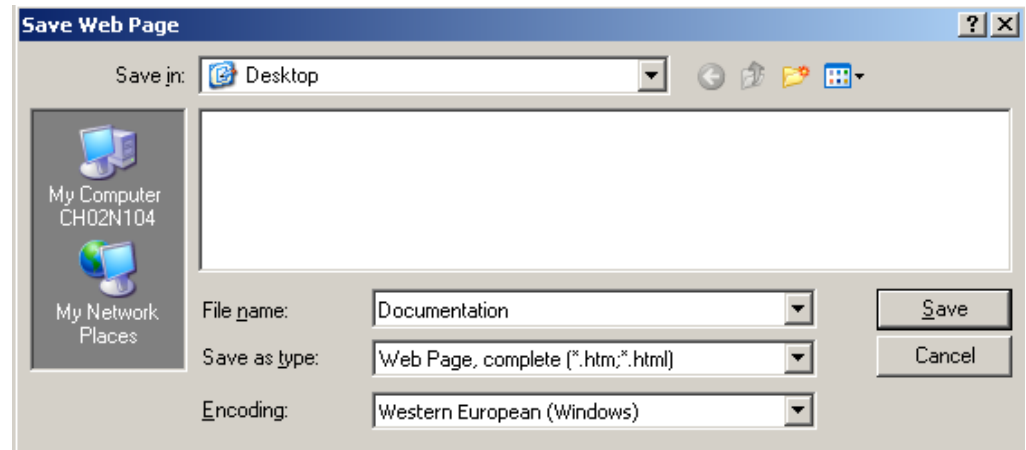 Save Web Page
Save in: Desktop
My Computer
CH02N104
My Network
Places
File name: Documentation Save
Save as type: Web Page, complete (*.htm;*.html) Cancel
Encoding: Western European (Windows)